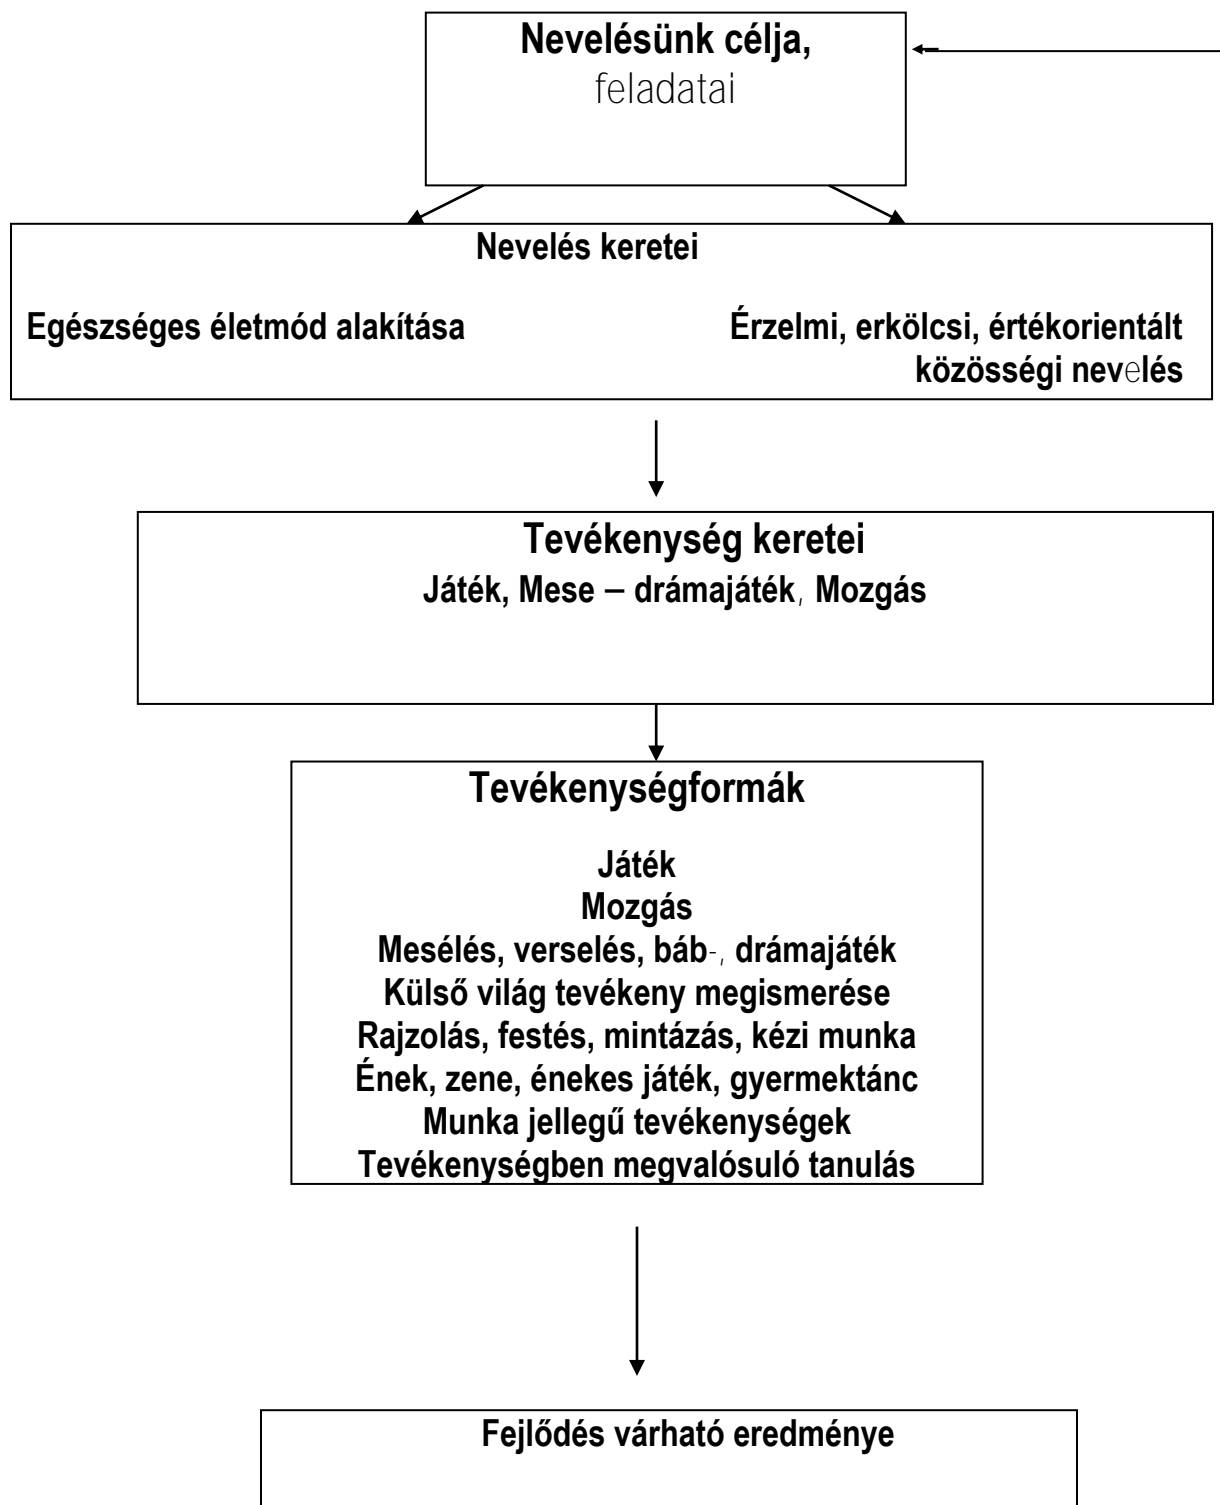 Nevelésünk célja,
feladatai
Nevelés keretei
Egészséges életmód alakítása
Érzelmi, erkölcsi, értékorientált
közösségi nevelés
Tevékenység keretei
Játék, Mese – drámajáték, Mozgás
Tevékenységformák
Játék
Mozgás
Mesélés, verselés, báb-, drámajáték
Külső világ tevékeny megismerése
Rajzolás, festés, mintázás, kézi munka
Ének, zene, énekes játék, gyermektánc
Munka jellegű tevékenységek
Tevékenységben megvalósuló tanulás
Fejlődés várható eredménye